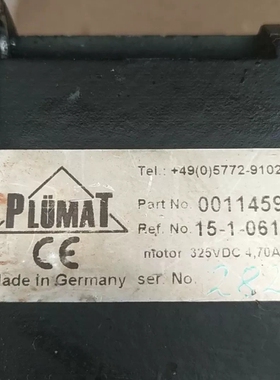 Tel.: +49(0)5772-9102
PLÜMAT
Part No. 0011459
Ref. No. 15-1-061
CE
motor 325VDC 4,70A
Made in Germany
ser. No.